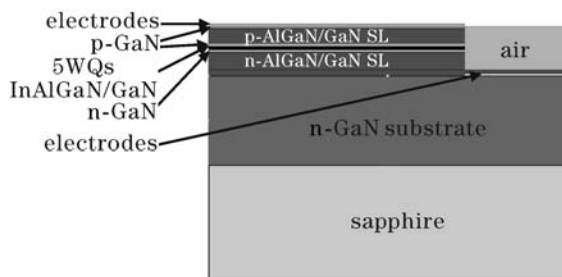 electrodes
p-GaN
5WQs
InAlGaN/GaN
n-GaN
electrodes
p-AlGaN/GaN SL
n-AlGaN/GaN SL
air
n-GaN substrate
sapphire